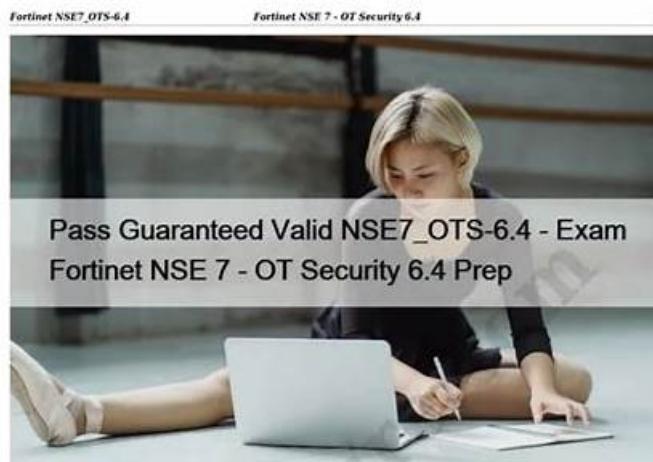 Fortinet NSE7_OTS-6.4 Fortinet NSE 7 - OT Security 6.4
Pass Guaranteed Valid NSE7_OTS-6.4 - Exam
Fortinet NSE 7 - OT Security 6.4 Prep